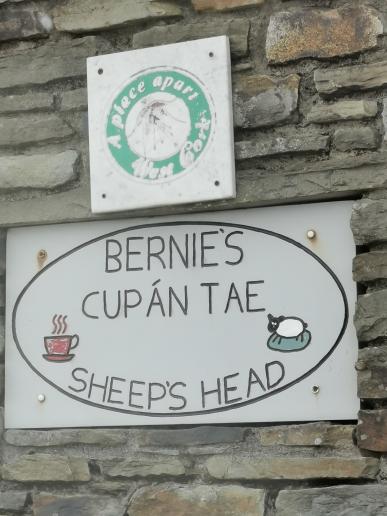 A place apart
West Cork
BERNIE'S
CUPÁN TAE
SHEEP'S HEAD